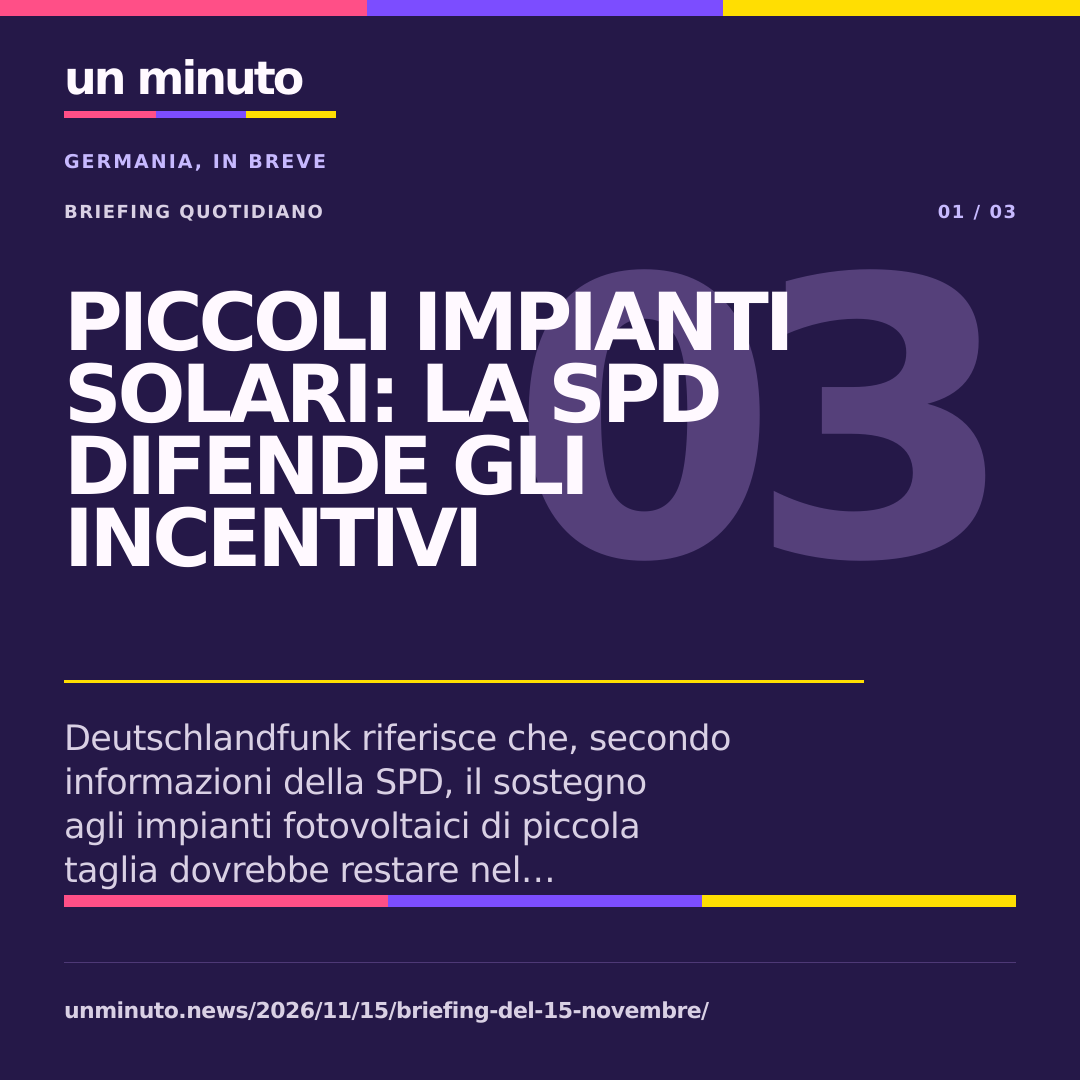 un minuto
GERMANIA, IN BREVE
BRIEFING QUOTIDIANO
01 / 03
03
PICCOLI IMPIANTI
SOLARI: LA SPD
DIFENDE GLI
INCENTIVI
Deutschlandfunk riferisce che, secondo
informazioni della SPD, il sostegno
agli impianti fotovoltaici di piccola
taglia dovrebbe restare nel…
unminuto.news/2026/11/15/briefing-del-15-novembre/